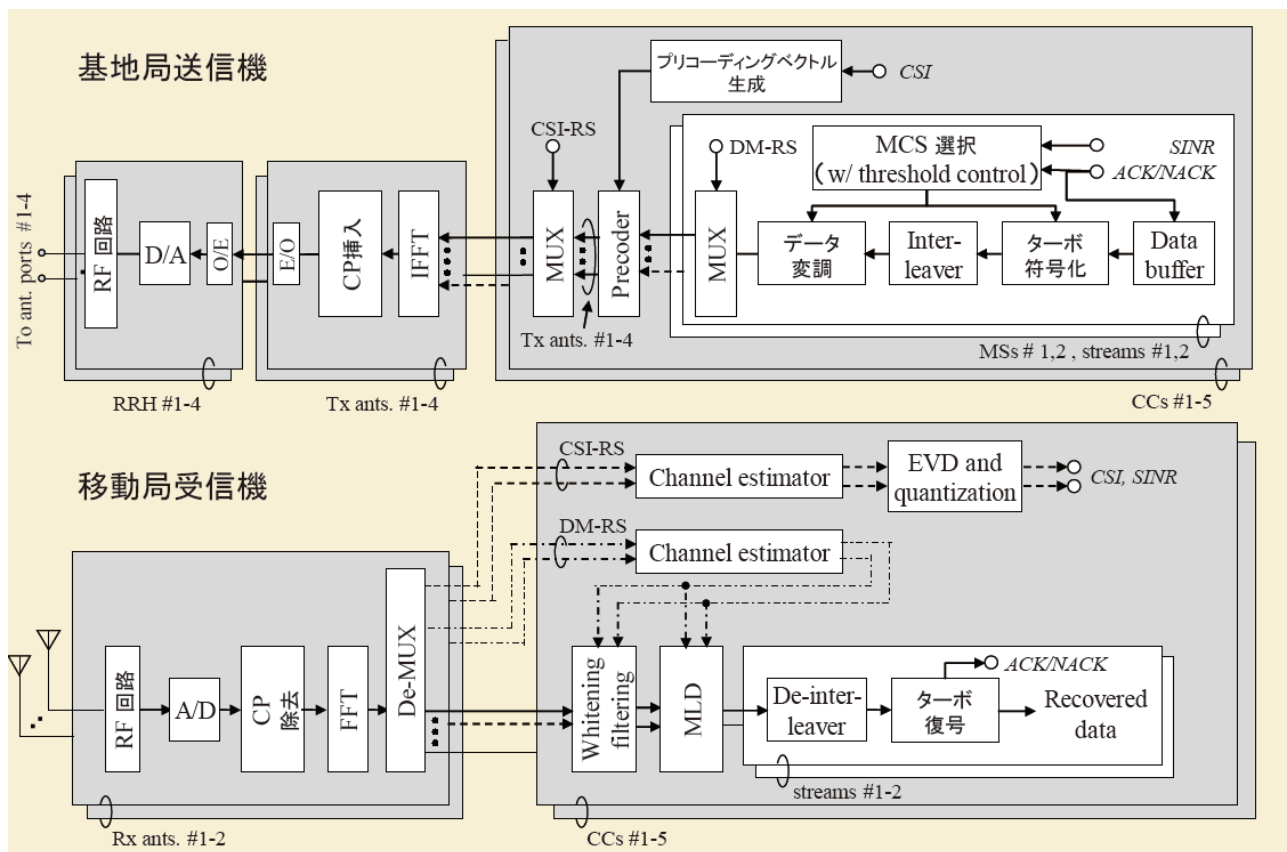 基地局送信機
プリコーディングベクトル
生成
CSI
CSI-RS
DM-RS
MCS 選択
(w/ threshold control)
SINR
ACK/NACK
To ant. ports #1-4
RF 回路
D/A
O/E
E/O
CP挿入
IFFT
MUX
Precoder
MUX
データ
変調
Inter-
leaver
ターボ
符号化
Data
buffer
Tx ants. #1-4
MSs # 1,2 , streams #1,2
RRH #1-4
Tx ants. #1-4
CCs #1-5
移動局受信機
CSI-RS
Channel estimator
EVD and
quantization
CSI, SINR
DM-RS
Channel estimator
RF 回路
A/D
CP
除去
FFT
De-MUX
Whitening
filtering
MLD
De-inter-
leaver
ターボ
復号
ACK/NACK
Recovered
data
streams #1-2
Rx ants. #1-2
CCs #1-5